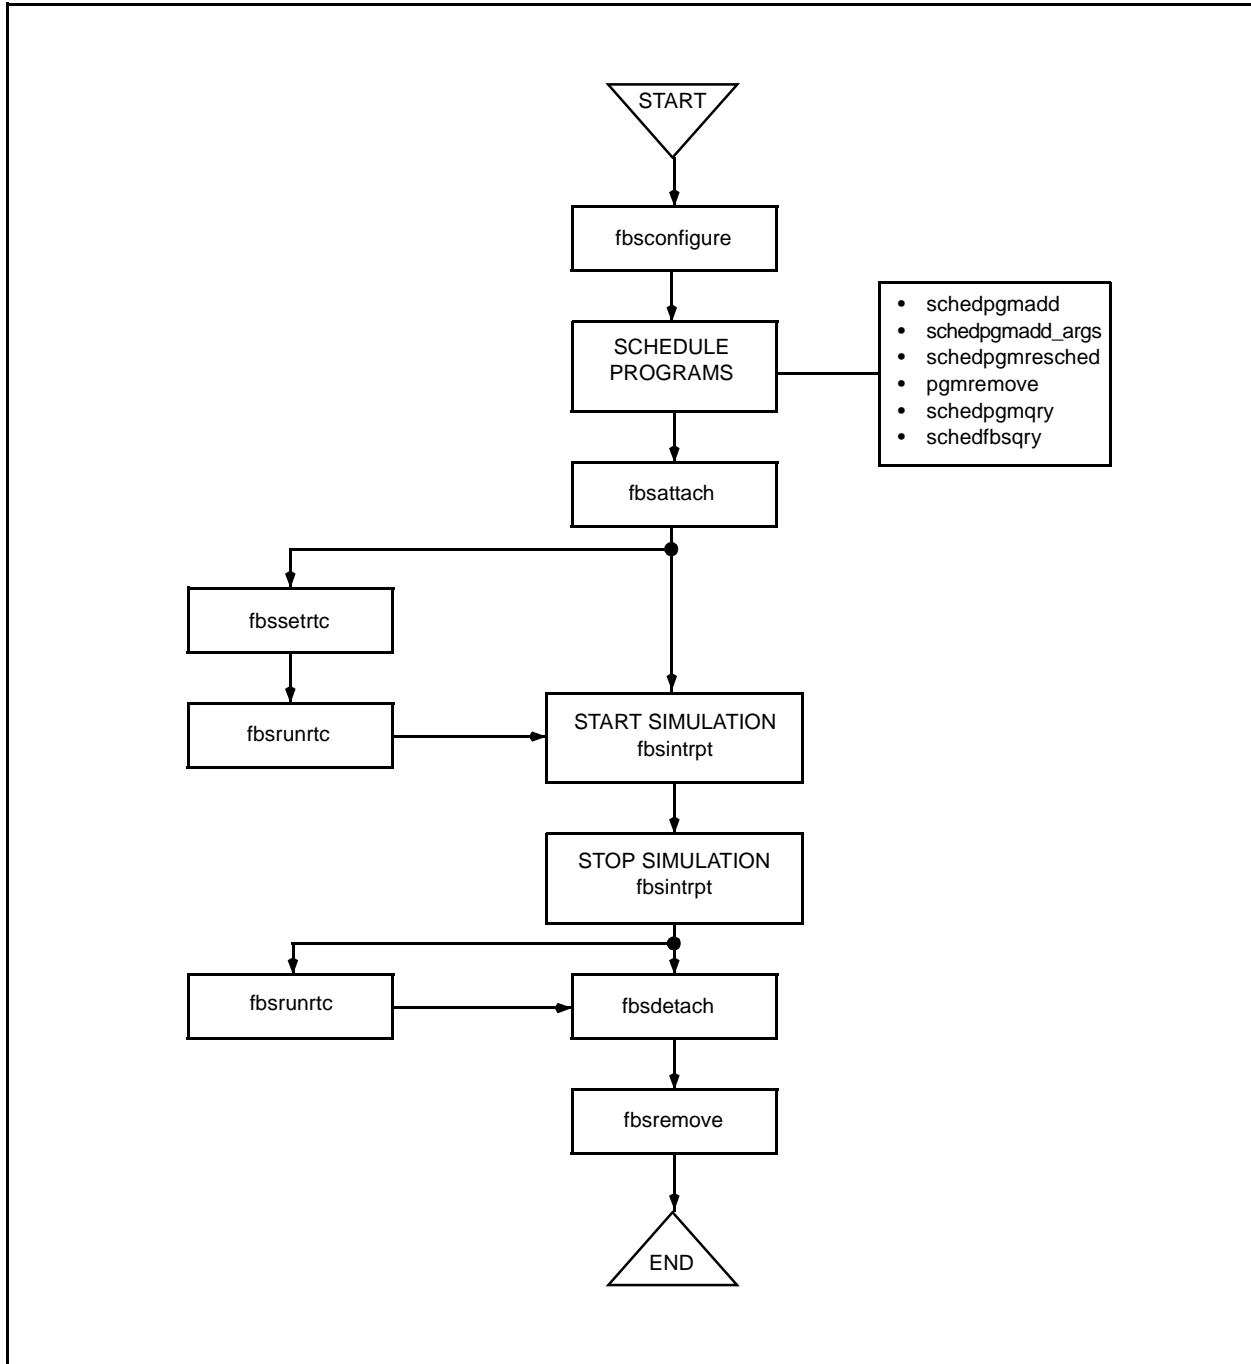 START
fbsconfigure
SCHEDULE
PROGRAMS
• schedpgmadd
• schedpgmadd_args
• schedpgmresched
• pgmremove
• schedpgmqry
• schedfbsqry
fbsattach
fbssetrtc
fbsrunrtc
START SIMULATION
fbsintrpt
STOP SIMULATION
fbsintrpt
fbsrunrtc
fbsdetach
fbsremove
END